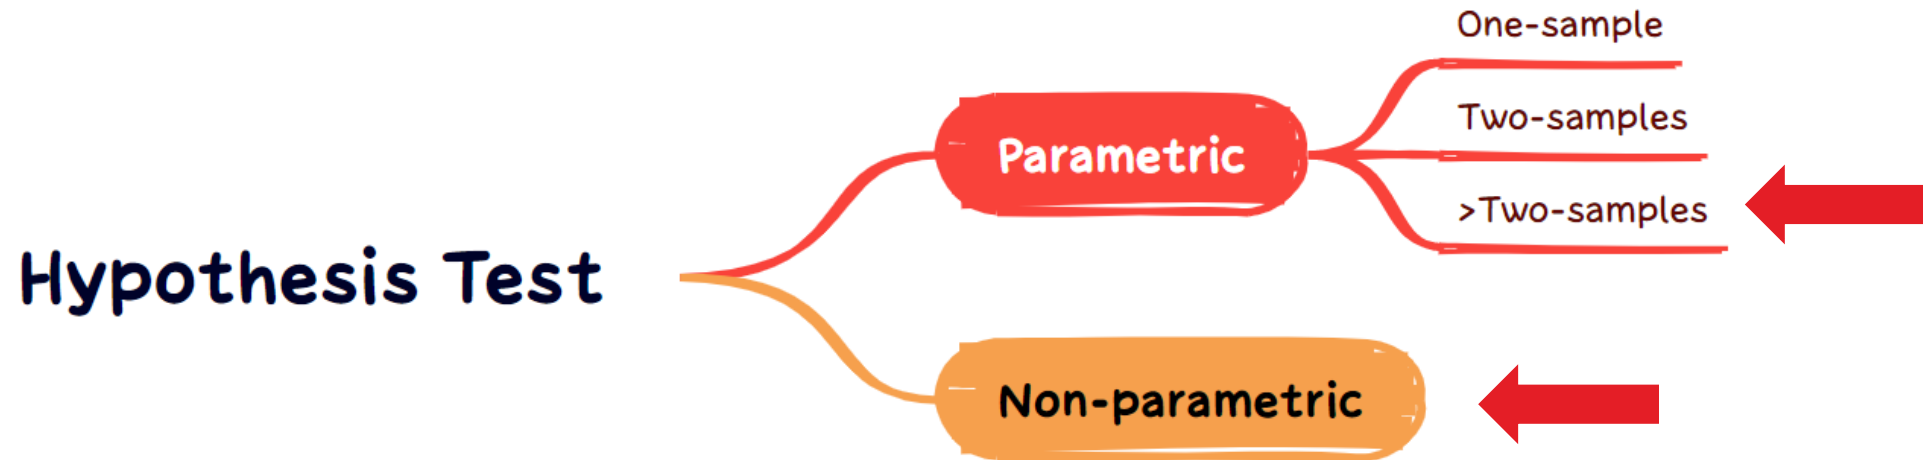 One-sample
Two-samples
Parametric
>Two-samples
Hypothesis Test
Non-parametric